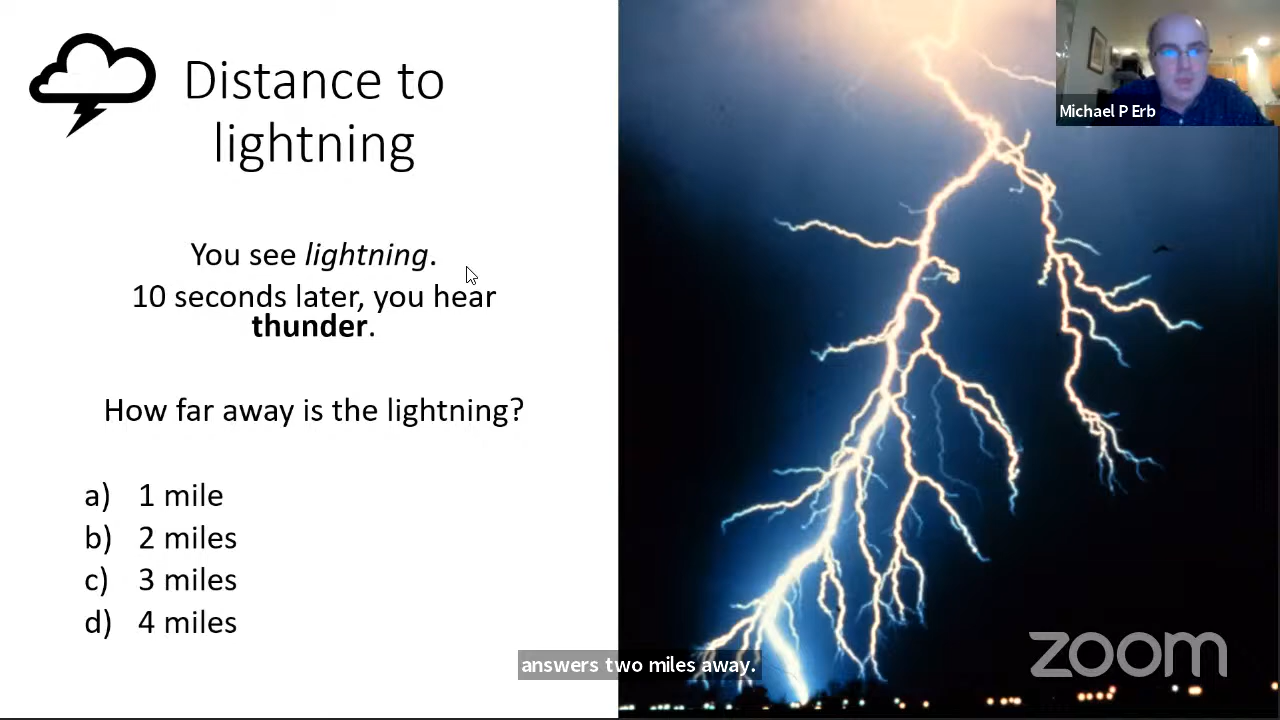 Distance to
lightning
You see lightning.
10 seconds later, you hear
thunder.
How far away is the lightning?
a) 1 mile
b) 2 miles
c) 3 miles
d) 4 miles
Michael P Erb
answers two miles away.
zoom